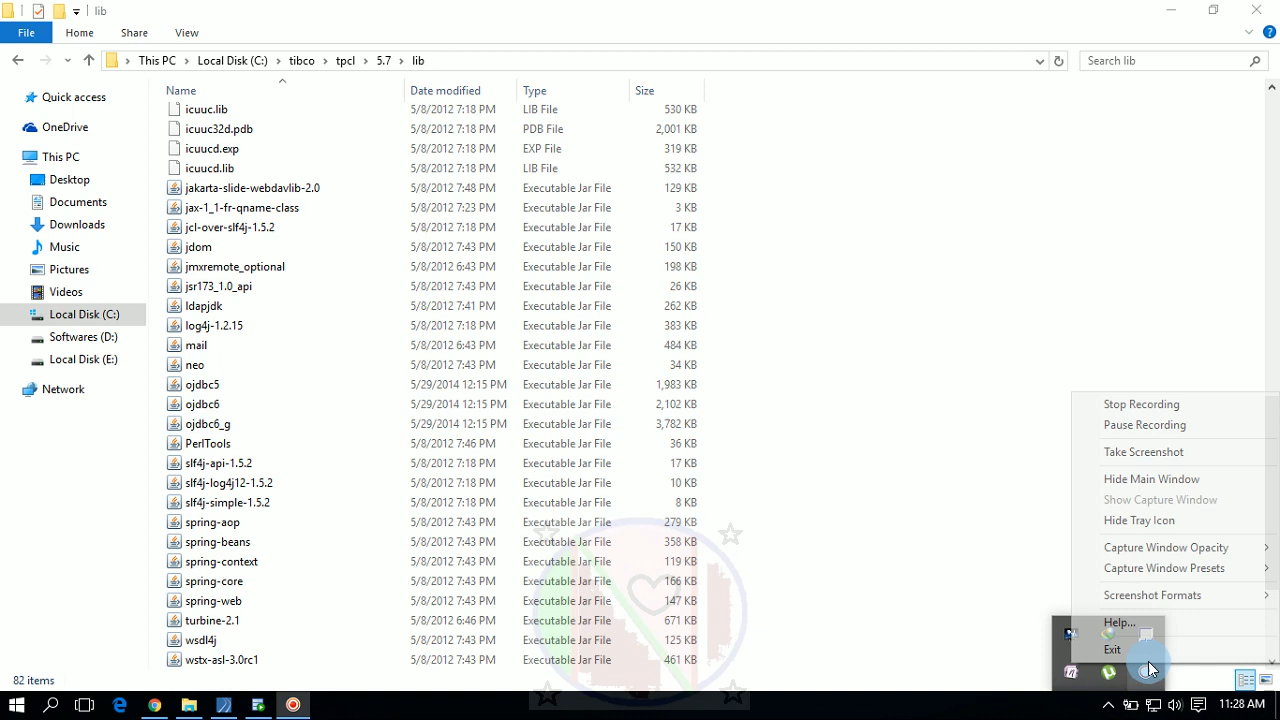 lib
File Home Share View
This PC Local Disk (C:) tibco tpcl 5.7 lib Search lib
Name Date modified Type Size
Quick access
OneDrive
This PC
Desktop
Documents
Downloads
Music
Pictures
Videos
Local Disk (C:)
Softwares (D:)
Local Disk (E:)
Network
icuuc.lib 5/8/2012 7:18 PM LIB File 530 KB
icuuc32d.pdb 5/8/2012 7:18 PM PDB File 2,001 KB
icuucd.exp 5/8/2012 7:18 PM EXP File 319 KB
icuucd.lib 5/8/2012 7:18 PM LIB File 532 KB
jakarta-slide-webdavlib-2.0 5/8/2012 7:48 PM Executable Jar File 129 KB
jax-1_1-fr-qname-class 5/8/2012 7:23 PM Executable Jar File 3 KB
jcl-over-slf4j-1.5.2 5/8/2012 7:18 PM Executable Jar File 17 KB
jdom 5/8/2012 7:43 PM Executable Jar File 150 KB
jmxremote_optional 5/8/2012 6:43 PM Executable Jar File 198 KB
jsr173_1.0_api 5/8/2012 7:43 PM Executable Jar File 26 KB
ldapjdk 5/8/2012 7:41 PM Executable Jar File 262 KB
log4j-1.2.15 5/8/2012 7:18 PM Executable Jar File 383 KB
mail 5/8/2012 6:43 PM Executable Jar File 484 KB
neo 5/8/2012 7:43 PM Executable Jar File 34 KB
ojdbc5 5/29/2014 12:15 PM Executable Jar File 1,983 KB
ojdbc6 5/29/2014 12:15 PM Executable Jar File 2,102 KB
ojdbc6_g 5/29/2014 12:15 PM Executable Jar File 3,782 KB
PerlTools 5/8/2012 7:46 PM Executable Jar File 36 KB
slf4j-api-1.5.2 5/8/2012 7:18 PM Executable Jar File 17 KB
slf4j-log4j12-1.5.2 5/8/2012 7:18 PM Executable Jar File 10 KB
slf4j-simple-1.5.2 5/8/2012 7:18 PM Executable Jar File 8 KB
spring-aop 5/8/2012 7:43 PM Executable Jar File 279 KB
spring-beans 5/8/2012 7:43 PM Executable Jar File 358 KB
spring-context 5/8/2012 7:43 PM Executable Jar File 119 KB
spring-core 5/8/2012 7:43 PM Executable Jar File 166 KB
spring-web 5/8/2012 7:43 PM Executable Jar File 147 KB
turbine-2.1 5/8/2012 6:46 PM Executable Jar File 671 KB
wsdl4j 5/8/2012 7:43 PM Executable Jar File 125 KB
wstx-asl-3.0rc1 5/8/2012 7:43 PM Executable Jar File 461 KB
Stop Recording
Pause Recording
Take Screenshot
Hide Main Window
Show Capture Window
Hide Tray Icon
Capture Window Opacity
Capture Window Presets
Screenshot Formats
Help...
Exit
82 items
11:28 AM